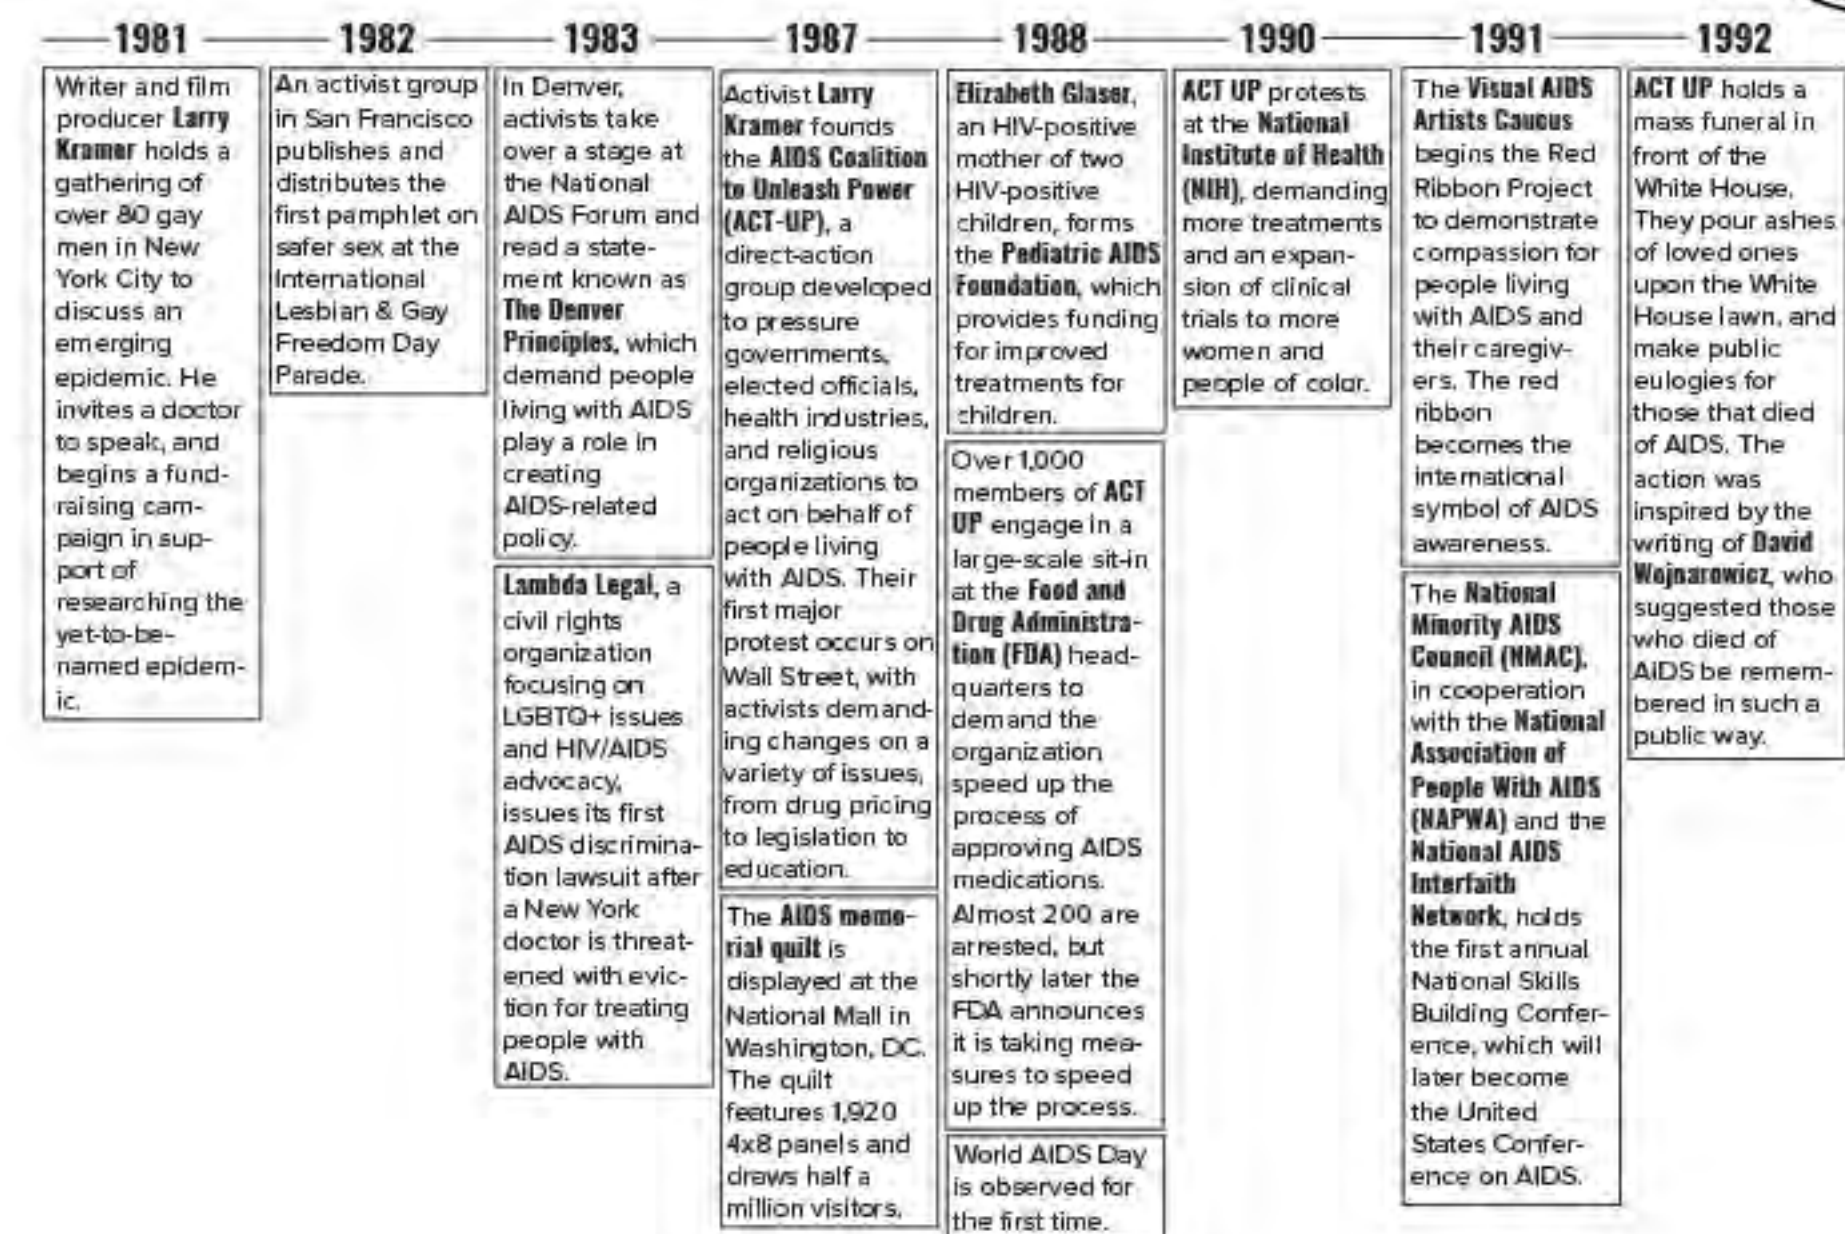 1981
Writer and film
producer Larry
Kramer holds a
gathering of
over 80 gay
men in New
York City to
discuss an
emerging
epidemic. He
invites a doctor
to speak, and
begins a fund-
raising cam-
paign in sup-
port of
researching the
yet-to-be-
named epidem-
ic.
1982
An activist group
in San Francisco
publishes and
distributes the
first pamphlet on
safer sex at the
International
Lesbian & Gay
Freedom Day
Parade.
1983
In Denver,
activists take
over a stage at
the National
AIDS Forum and
read a state-
ment known as
The Denver
Principles, which
demand people
living with AIDS
play a role in
creating
AIDS-related
policy.
Lambda Legal, a
civil rights
organization
focusing on
LGBTQ+ issues
and HIV/AIDS
advocacy,
issues its first
AIDS discrimina-
tion lawsuit after
a New York
doctor is threat-
ened with evic-
tion for treating
people with
AIDS.
1987
Activist Larry
Kramer founds
the AIDS Coalition
to Unleash Power
(ACT-UP), a
direct-action
group developed
to pressure
governments,
elected officials,
health industries,
and religious
organizations to
act on behalf of
people living
with AIDS. Their
first major
protest occurs on
Wall Street, with
activists demand-
ing changes on a
variety of issues,
from drug pricing
to legislation to
education.
The AIDS memo-
rial quilt is
displayed at the
National Mall in
Washington, DC.
The quilt
features 1,920
4x8 panels and
draws half a
million visitors.
1988
Elizabeth Glaser,
an HIV-positive
mother of two
HIV-positive
children, forms
the Pediatric AIDS
Foundation, which
provides funding
for improved
treatments for
children.
Over 1,000
members of ACT
UP engage in a
large-scale sit-in
at the Food and
Drug Administra-
tion (FDA) head-
quarters to
demand the
organization
speed up the
process of
approving AIDS
medications.
Almost 200 are
arrested, but
shortly later the
FDA announces
it is taking mea-
sures to speed
up the process.
World AIDS Day
is observed for
the first time.
1990
ACT UP protests
at the National
Institute of Health
(NIH), demanding
more treatments
and an expan-
sion of clinical
trials to more
women and
people of color.
1991
The Visual AIDS
Artists Caucus
begins the Red
Ribbon Project
to demonstrate
compassion for
people living
with AIDS and
their caregiv-
ers. The red
ribbon
becomes the
international
symbol of AIDS
awareness.
The National
Minority AIDS
Council (NMAC),
in cooperation
with the National
Association of
People With AIDS
(NAPWA) and the
National AIDS
Interfaith
Network, holds
the first annual
National Skills
Building Confer-
ence, which will
later become
the United
States Confer-
ence on AIDS.
1992
ACT UP holds a
mass funeral in
front of the
White House.
They pour ashes
of loved ones
upon the White
House lawn, and
make public
eulogies for
those that died
of AIDS. The
action was
inspired by the
writing of David
Wojnarowicz, who
suggested those
who died of
AIDS be remem-
bered in such a
public way.